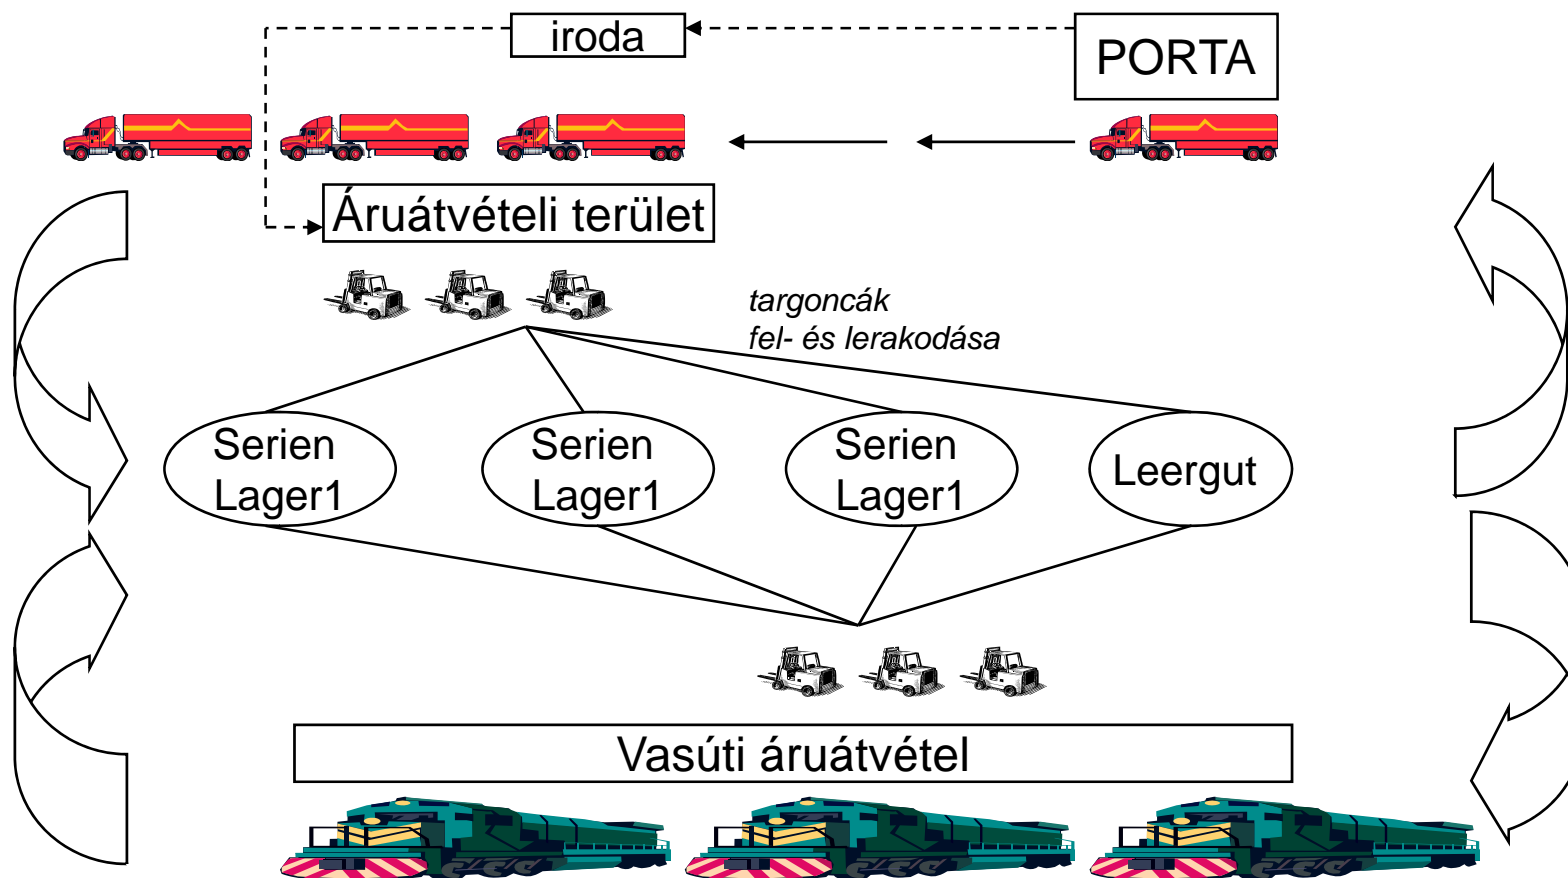 iroda
PORTA
Áruátvételi terület
targoncák
fel- és lerakodása
Serien
Lager1
Serien
Lager1
Serien
Lager1
Leergut
Vasúti áruátvétel